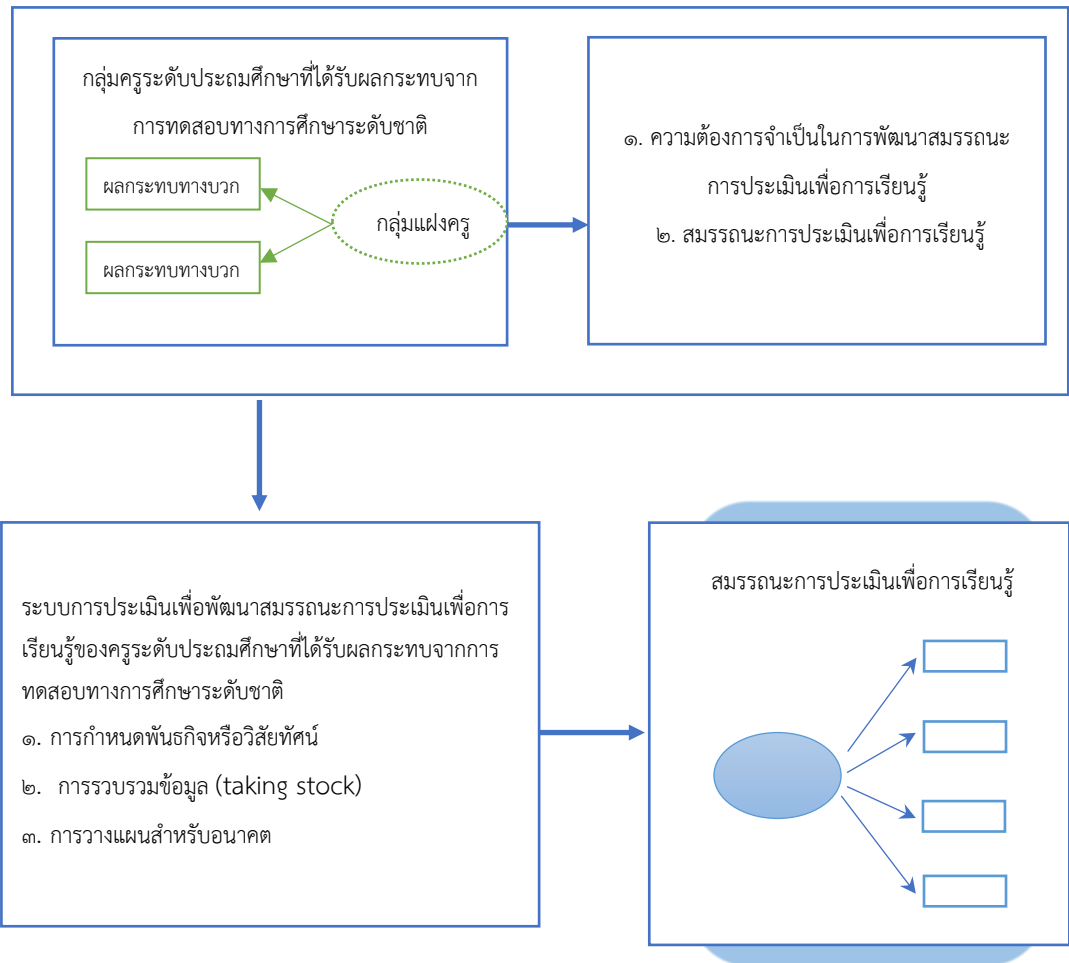 กลุ่มครูระดับประถมศึกษาที่ได้รับผลกระทบจาก
การทดสอบทางการศึกษาระดับชาติ
ผลกระทบทางบวก
กลุ่มแฝงครู
ผลกระทบทางบวก
๑. ความต้องการจำเป็นในการพัฒนาสมรรถนะ
การประเมินเพื่อการเรียนรู้
๒. สมรรถนะการประเมินเพื่อการเรียนรู้
ระบบการประเมินเพื่อพัฒนาสมรรถนะการประเมินเพื่อการ
เรียนรู้ของครูระดับประถมศึกษาที่ได้รับผลกระทบจากการ
ทดสอบทางการศึกษาระดับชาติ
๑. การกำหนดพันธกิจหรือวิสัยทัศน์
๒. การรวบรวมข้อมูล (taking stock)
๓. การวางแผนสำหรับอนาคต
สมรรถนะการประเมินเพื่อการเรียนรู้